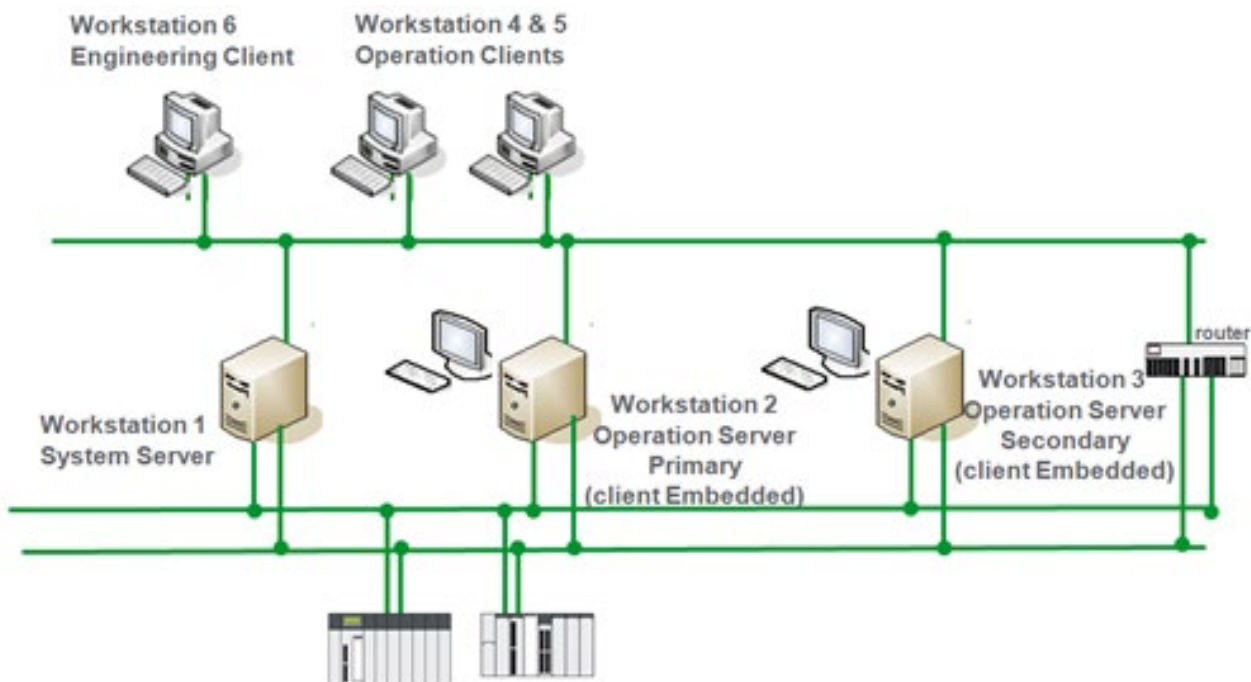 Workstation 6
Engineering Client
Workstation 4 & 5
Operation Clients
router
Workstation 1
System Server
Workstation 2
Operation Server
Primary
(client Embedded)
Workstation 3
Operation Server
Secondary
(client Embedded)